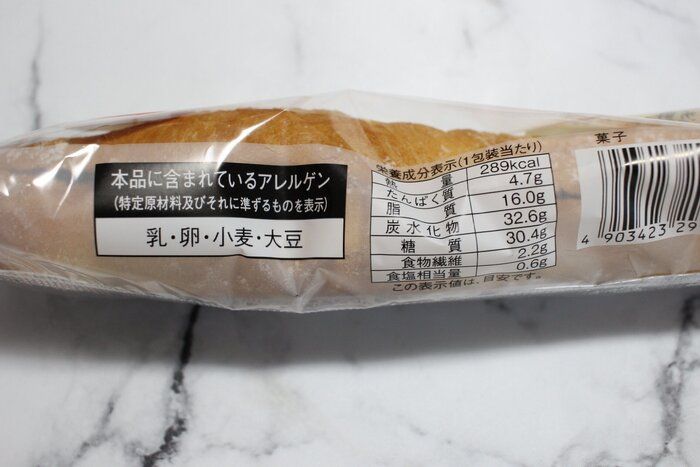 本品に含まれているアレルゲン
(特定原材料及びそれに準ずるものを表示)
乳・卵・小麦・大豆
栄養成分表示(1包装当たり)
熱量 289kcal
たんぱく質 4.7g
脂質 16.0g
炭水化物 32.6g
糖質 30.4g
食物繊維 2.2g
食塩相当量 0.6g
この表示値は、目安です。
菓子
4 903423 29